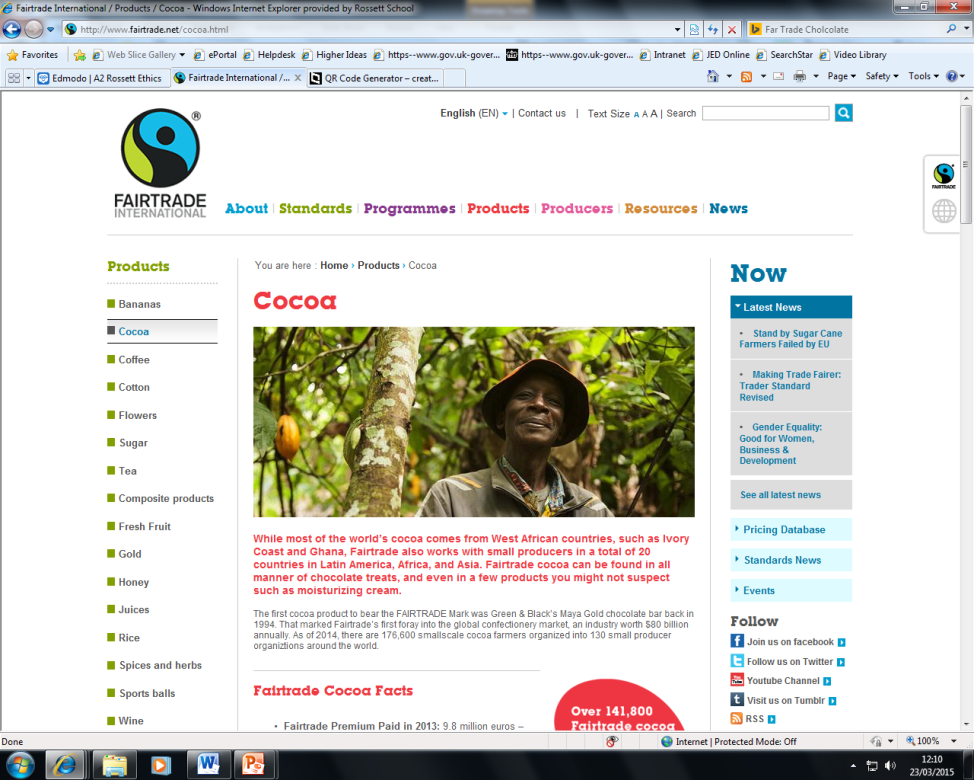 Fairtrade International / Products / Cocoa - Windows Internet Explorer provided by Rossett School
http://www.fairtrade.net/cocoa.html
Far Trade Cholcolate
Favorites
Web Slice Gallery
ePortal
Helpdesk
Higher Ideas
https--www.gov.uk-gover...
https--www.gov.uk-gover...
Intranet
JED Online
SearchStar
Video Library
Edmodo | A2 Rossett Ethics
Fairtrade International /...
QR Code Generator – creat...
Page
Safety
Tools
English (EN) | Contact us | Text Size A A A | Search
®
FAIRTRADE
INTERNATIONAL
About | Standards | Programmes | Products | Producers | Resources | News
FAIRTRADE
Products
Bananas
Cocoa
Coffee
Cotton
Flowers
Sugar
Tea
Composite products
Fresh Fruit
Gold
Honey
Juices
Rice
Spices and herbs
Sports balls
Wine
You are here : Home › Products › Cocoa
Cocoa
While most of the world's cocoa comes from West African countries, such as Ivory
Coast and Ghana, Fairtrade also works with small producers in a total of 20
countries in Latin America, Africa, and Asia. Fairtrade cocoa can be found in all
manner of chocolate treats, and even in a few products you might not suspect
such as moisturizing cream.
The first cocoa product to bear the FAIRTRADE Mark was Green & Black's Maya Gold chocolate bar back in
1994. That marked Fairtrade's first foray into the global confectionery market, an industry worth $80 billion
annually. As of 2014, there are 176,600 smallscale cocoa farmers organized into 130 small producer
organiztions around the world.
Fairtrade Cocoa Facts
• Fairtrade Premium Paid in 2013: 9.8 million euros –
Over 141,800
Fairtrade cocoa
Now
Latest News
• Stand by Sugar Cane
Farmers Failed by EU
• Making Trade Fairer:
Trader Standard
Revised
• Gender Equality:
Good for Women,
Business &
Development
See all latest news
Pricing Database
Standards News
Events
Follow
Join us on facebook
Follow us on Twitter
Youtube Channel
Visit us on Tumblr
RSS
Done
Internet | Protected Mode: Off
100%
12:10
23/03/2015